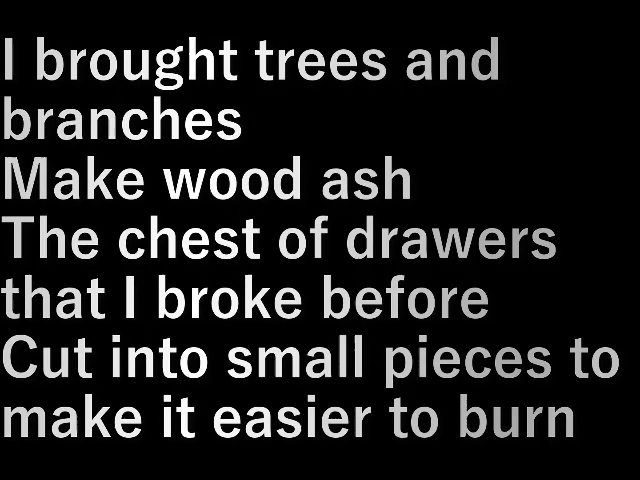 I brought trees and
branches
Make wood ash
The chest of drawers
that I broke before
Cut into small pieces to
make it easier to burn